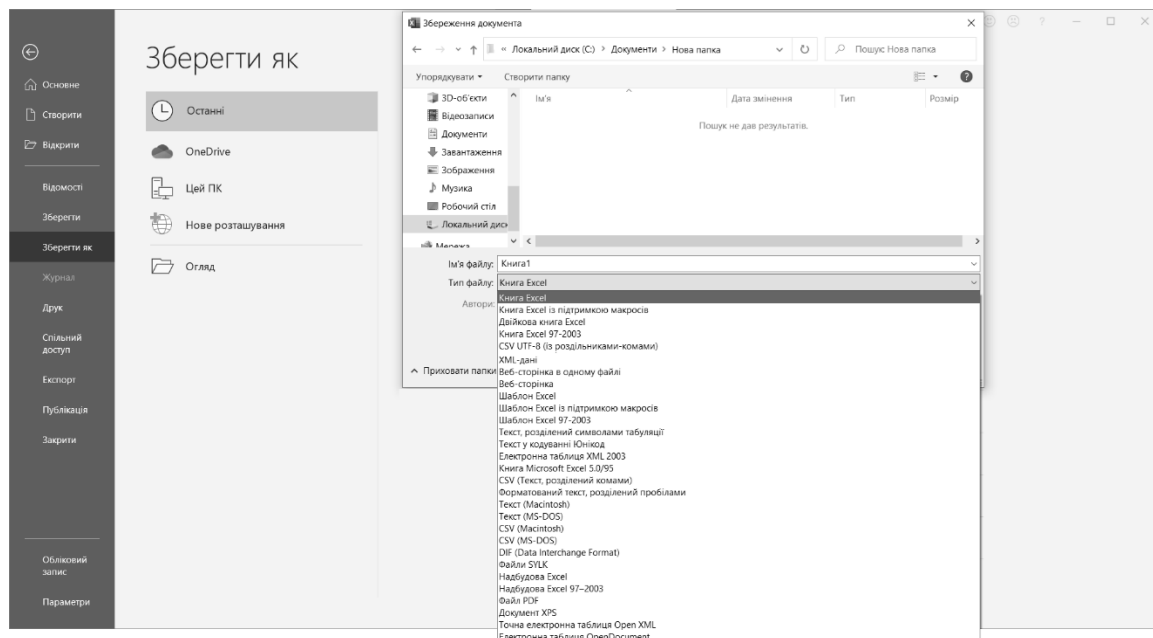 Зберегти як
Основне
Створити
Відкрити
Відомості
Зберегти
Зберегти як
Журнал
Друк
Спільний
доступ
Експорт
Публікація
Закрити
Обліковий
запис
Параметри
Останні
OneDrive
Цей ПК
Нове розташування
Огляд
Збереження документа
« Локальний диск (C:) > Документи > Нова папка
Пошук: Нова папка
Упорядкувати
Створити папку
3D-об'єкти
Відеозаписи
Документи
Завантаження
Зображення
Музика
Робочий стіл
Локальний диск
Мережа
Ім'я
Дата змінення
Тип
Розмір
Пошук не дав результатів.
Ім'я файлу: Книга1
Тип файлу: Книга Excel
Автори:
Приховати папки
Книга Excel
Книга Excel із підтримкою макросів
Двійкова книга Excel
Книга Excel 97-2003
CSV UTF-8 (із роздільниками-комами)
XML-дані
Веб-сторінка в одному файлі
Веб-сторінка
Шаблон Excel
Шаблон Excel із підтримкою макросів
Шаблон Excel 97-2003
Текст, розділений символами табуляції
Текст у кодуванні Юнікод
Електронна таблиця XML 2003
Книга Microsoft Excel 5.0/95
CSV (Текст, розділений комами)
Форматований текст, розділений пробілами
Текст (Macintosh)
Текст (MS-DOS)
CSV (Macintosh)
CSV (MS-DOS)
DIF (Data Interchange Format)
Файли SYLK
Надбудова Excel
Надбудова Excel 97–2003
Файл PDF
Документ XPS
Точна електронна таблиця Open XML
Електронна таблиця OpenDocument